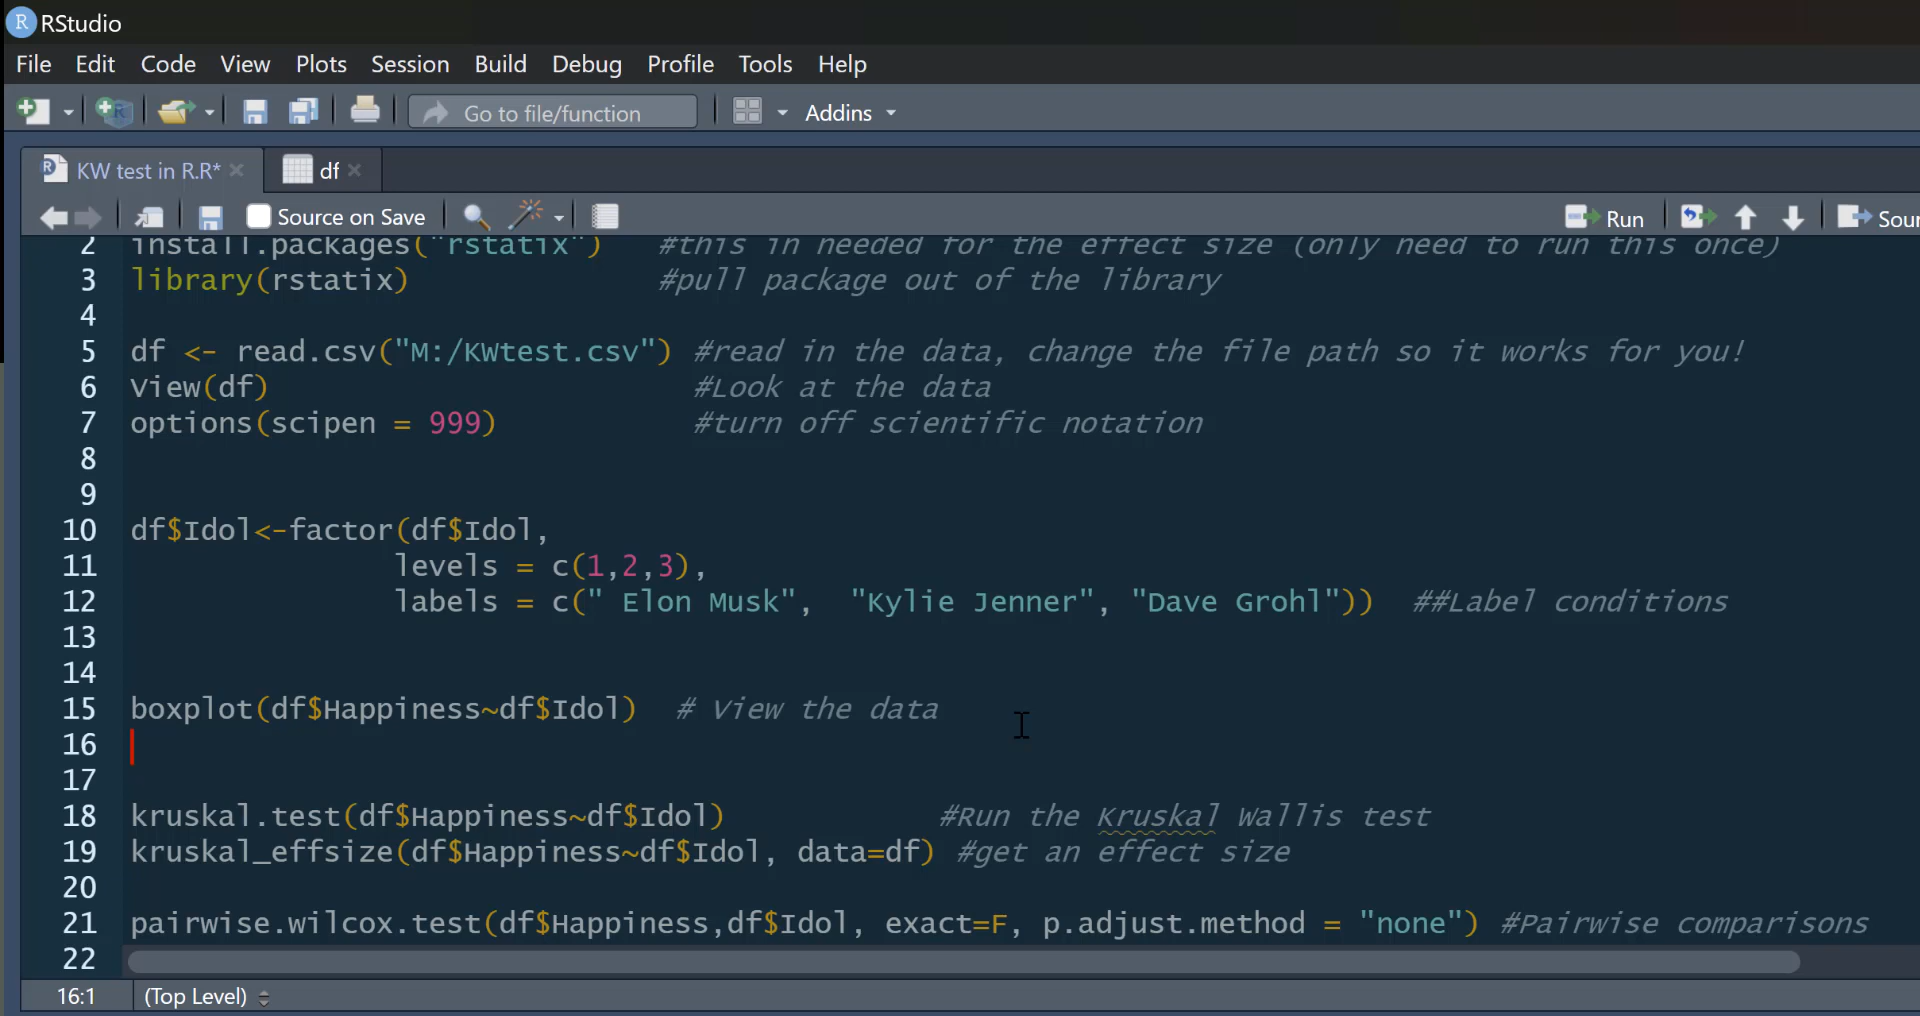 RStudio
File Edit Code View Plots Session Build Debug Profile Tools Help
Go to file/function Addins
KW test in R.R* df
Source on Save Run Sour
2 install.packages("rstatix") #this in needed for the effect size (only need to run this once)
3 library(rstatix) #pull package out of the library
4
5 df <- read.csv("M:/KWtest.csv") #read in the data, change the file path so it works for you!
6 View(df) #Look at the data
7 options(scipen = 999) #turn off scientific notation
8
9
10 df$Idol<-factor(df$Idol,
11 levels = c(1,2,3),
12 labels = c(" Elon Musk", "Kylie Jenner", "Dave Grohl")) ##Label conditions
13
14
15 boxplot(df$Happiness~df$Idol) # View the data
16
17
18 kruskal.test(df$Happiness~df$Idol) #Run the Kruskal Wallis test
19 kruskal_effsize(df$Happiness~df$Idol, data=df) #get an effect size
20
21 pairwise.wilcox.test(df$Happiness,df$Idol, exact=F, p.adjust.method = "none") #Pairwise comparisons
22
16:1 (Top Level)